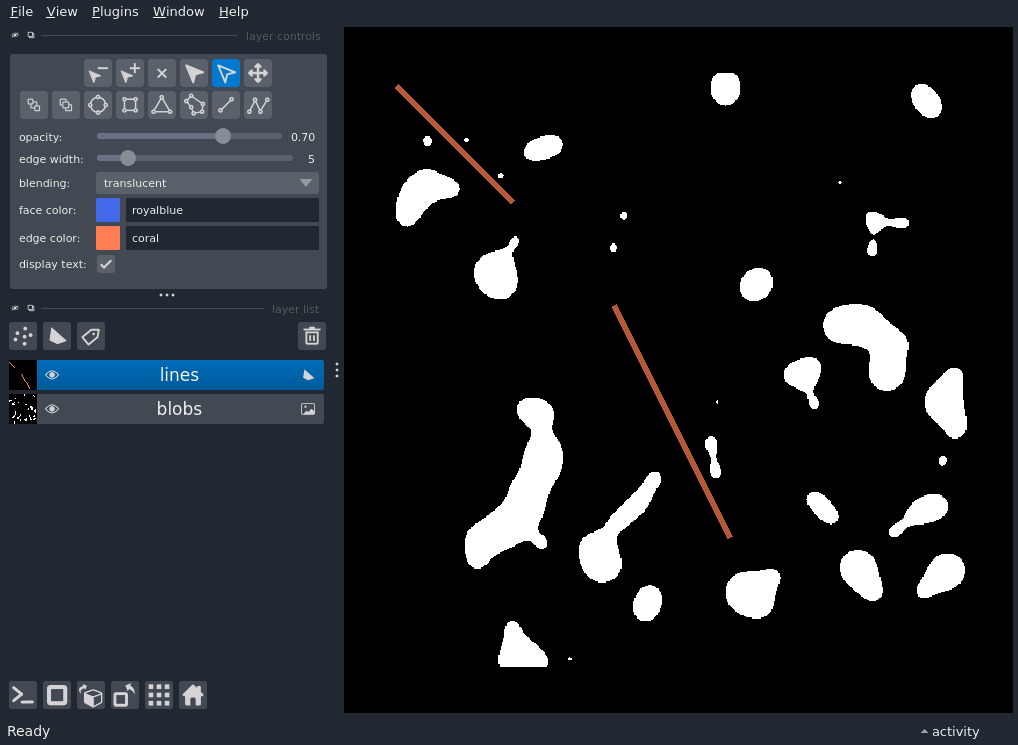 File View Plugins Window Help
layer controls
opacity: 0.70
edge width: 5
blending: translucent
face color: royalblue
edge color: coral
display text:
layer list
lines
blobs
Ready activity